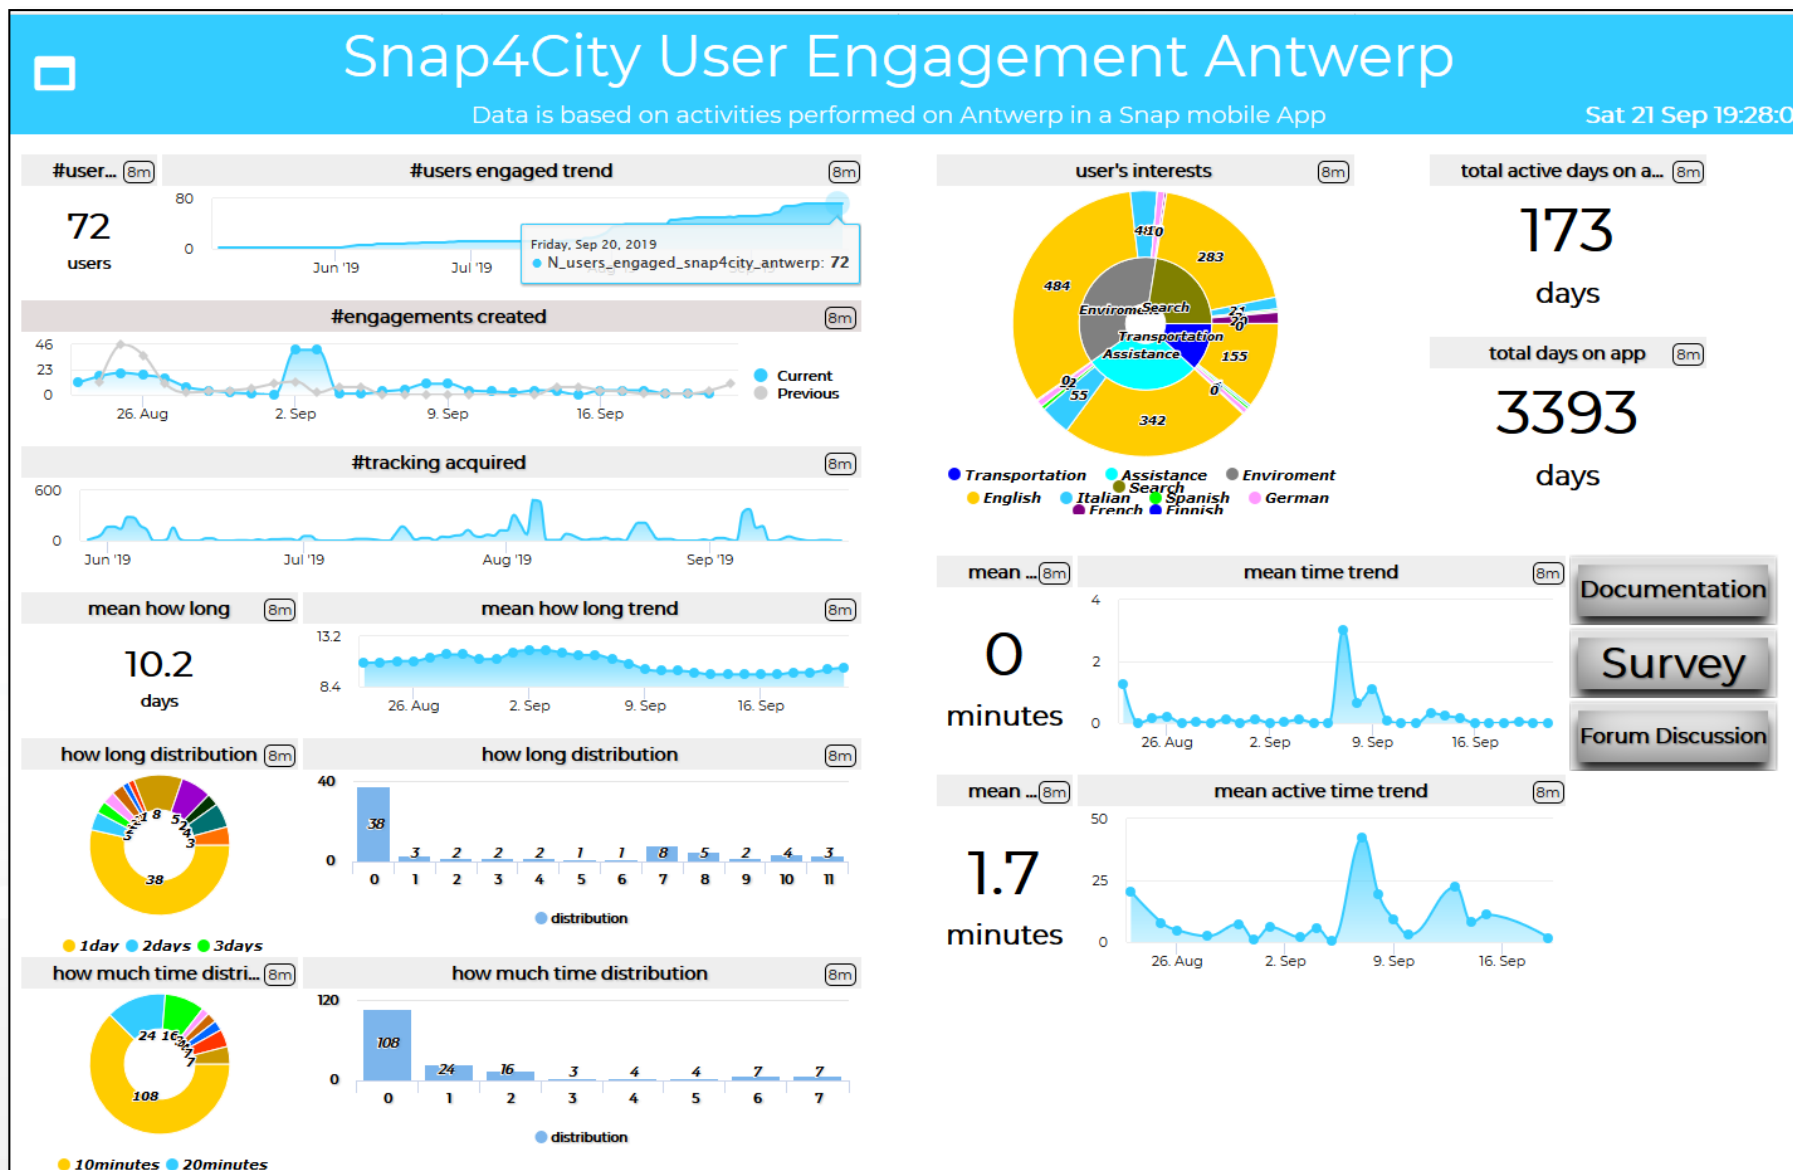 Snap4City User Engagement Antwerp
Data is based on activities performed on Antwerp in a Snap mobile App
Sat 21 Sep 19:28:0
#user... 8m
72
users
#users engaged trend 8m
80
0
Jun '19 Jul '19
Friday, Sep 20, 2019
N_users_engaged_snap4city_antwerp: 72
#engagements created 8m
46
23
0
26. Aug 2. Sep 9. Sep 16. Sep
Current
Previous
#tracking acquired 8m
600
0
Jun '19 Jul '19 Aug '19 Sep '19
mean how long 8m
10.2
days
mean how long trend 8m
13.2
8.4
26. Aug 2. Sep 9. Sep 16. Sep
how long distribution 8m
8 5 2 4 3
38
1day 2days 3days
how long distribution 8m
40
0
38 3 2 2 2 1 1 8 5 2 4 3
0 1 2 3 4 5 6 7 8 9 10 11
distribution
how much time distri... 8m
24 16
7
7
108
10minutes 20minutes
how much time distribution 8m
120
0
108 24 16 3 4 4 7 7
0 1 2 3 4 5 6 7
distribution
user's interests 8m
283
484
Enviroment Search
Transportation
Assistance
155
55
342
0
Transportation Assistance Enviroment
Search
English Italian Spanish German
French Finnish
total active days on a... 8m
173
days
total days on app 8m
3393
days
mean ... 8m
0
minutes
mean time trend 8m
4
2
0
26. Aug 2. Sep 9. Sep 16. Sep
Documentation
Survey
Forum Discussion
mean ... 8m
1.7
minutes
mean active time trend 8m
50
25
0
26. Aug 2. Sep 9. Sep 16. Sep